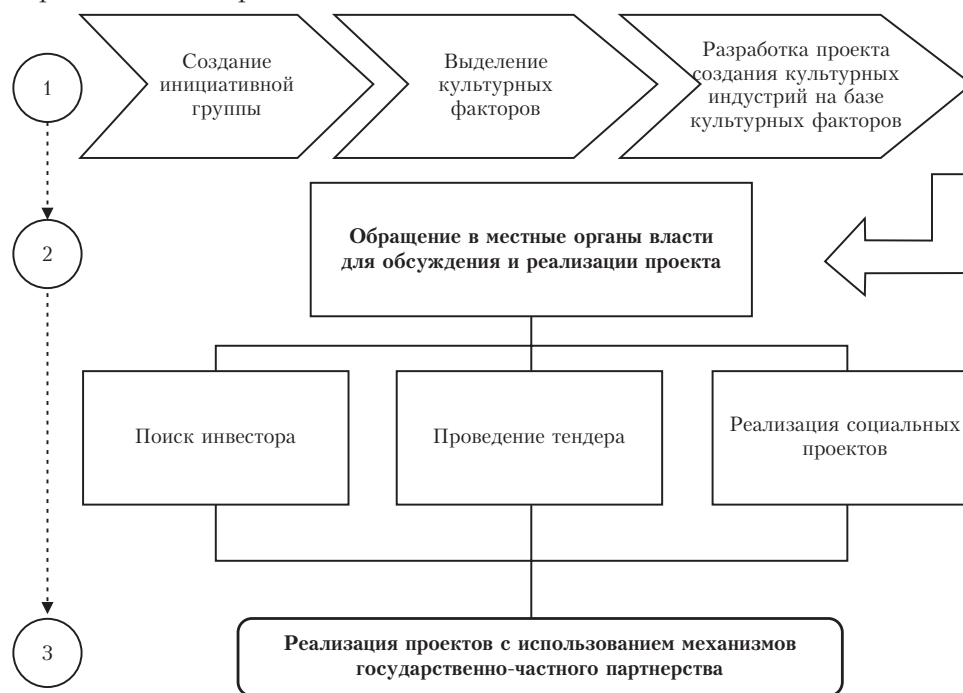 1
Создание
инициативной
группы
Выделение
культурных
факторов
Разработка проекта
создания культурных
индустрий на базе
культурных факторов
2
Обращение в местные органы власти
для обсуждения и реализации проекта
Поиск инвестора
Проведение тендера
Реализация социальных
проектов
3
Реализация проектов с использованием механизмов
государственно-частного партнерства